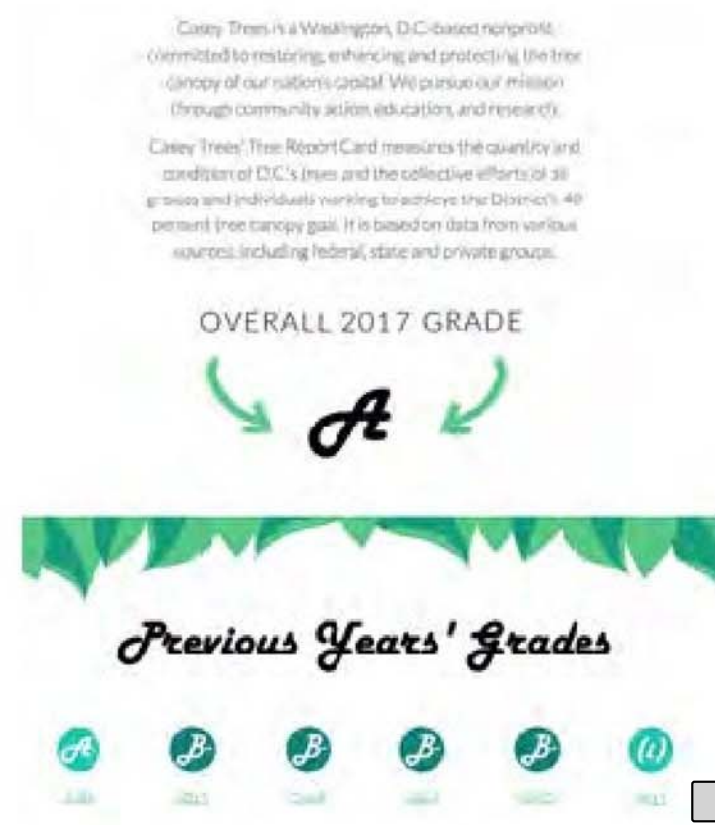 Casey Trees is a Washington, D.C.-based nonprofit
committed to restoring, enhancing and protecting the tree
canopy of our nation's capital. We pursue our mission
through community action, education, and research.
Casey Trees' Tree Report Card measures the quantity and
condition of D.C.'s trees and the collective efforts of all
groups and individuals working to achieve the District's 40
percent tree canopy goal. It is based on data from various
sources, including federal, state and private groups.
OVERALL 2017 GRADE
A
Previous Years' Grades
B- B- B- B- (i)